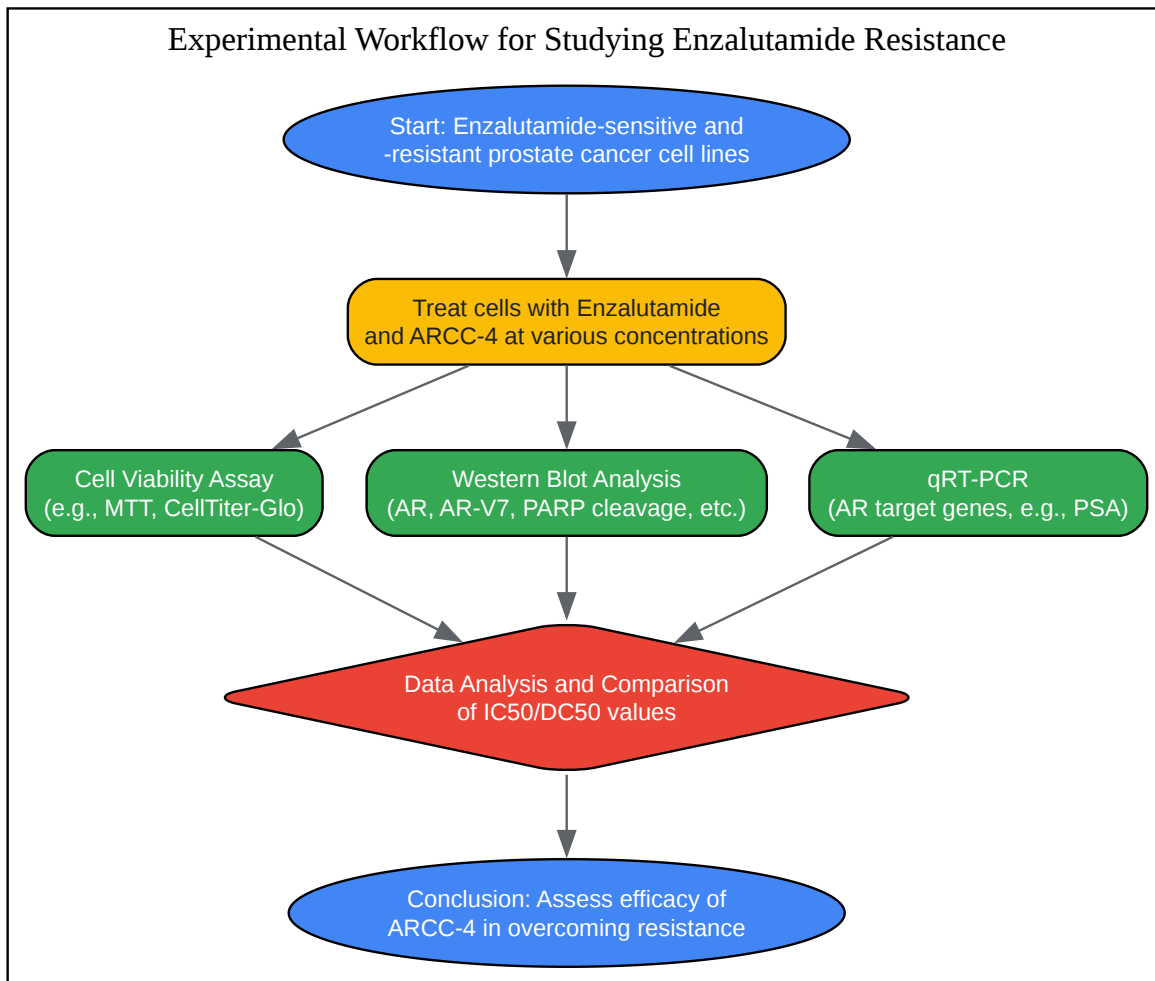 Experimental Workflow for Studying Enzalutamide Resistance
Start: Enzalutamide-sensitive and
-resistant prostate cancer cell lines
Treat cells with Enzalutamide
and ARCC-4 at various concentrations
Cell Viability Assay
(e.g., MTT, CellTiter-Glo)
Western Blot Analysis
(AR, AR-V7, PARP cleavage, etc.)
qRT-PCR
(AR target genes, e.g., PSA)
Data Analysis and Comparison
of IC50/DC50 values
Conclusion: Assess efficacy of
ARCC-4 in overcoming resistance